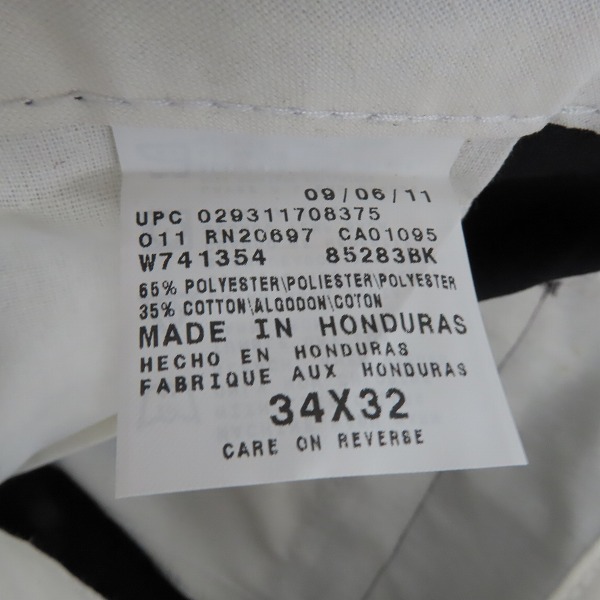 09/06/11
UPC 029311708375
011 RN20697 CA01095
W741354 85283BK
65% POLYESTER\POLIESTER\POLYESTER
35% COTTON\ALGODON\COTON
MADE IN HONDURAS
HECHO EN HONDURAS
FABRIQUE AUX HONDURAS
34X32
CARE ON REVERSE